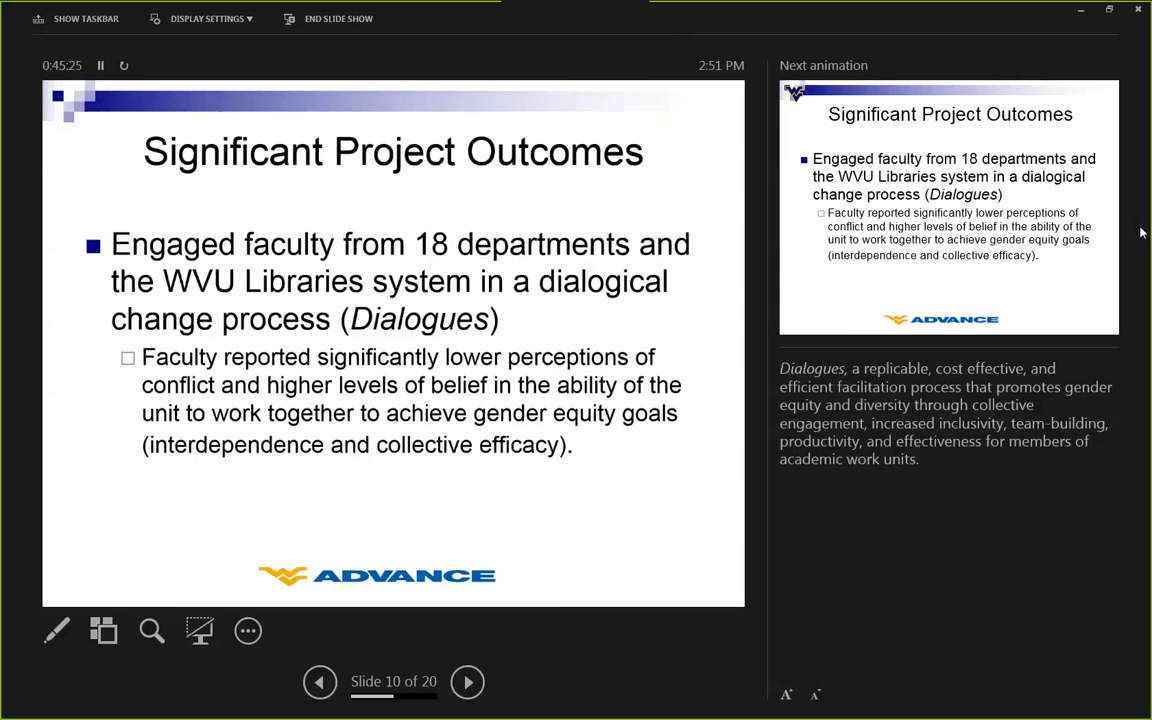 SHOW TASKBAR
DISPLAY SETTINGS ▾
END SLIDE SHOW
0:45:25
2:51 PM
Significant Project Outcomes
Engaged faculty from 18 departments and
the WVU Libraries system in a dialogical
change process (Dialogues)
Faculty reported significantly lower perceptions of
conflict and higher levels of belief in the ability of the
unit to work together to achieve gender equity goals
(interdependence and collective efficacy).
ADVANCE
Slide 10 of 20
Next animation
Significant Project Outcomes
Engaged faculty from 18 departments and
the WVU Libraries system in a dialogical
change process (Dialogues)
Faculty reported significantly lower perceptions of
conflict and higher levels of belief in the ability of the
unit to work together to achieve gender equity goals
(interdependence and collective efficacy).
ADVANCE
Dialogues, a replicable, cost effective, and
efficient facilitation process that promotes gender
equity and diversity through collective
engagement, increased inclusivity, team-building,
productivity, and effectiveness for members of
academic work units.
A A